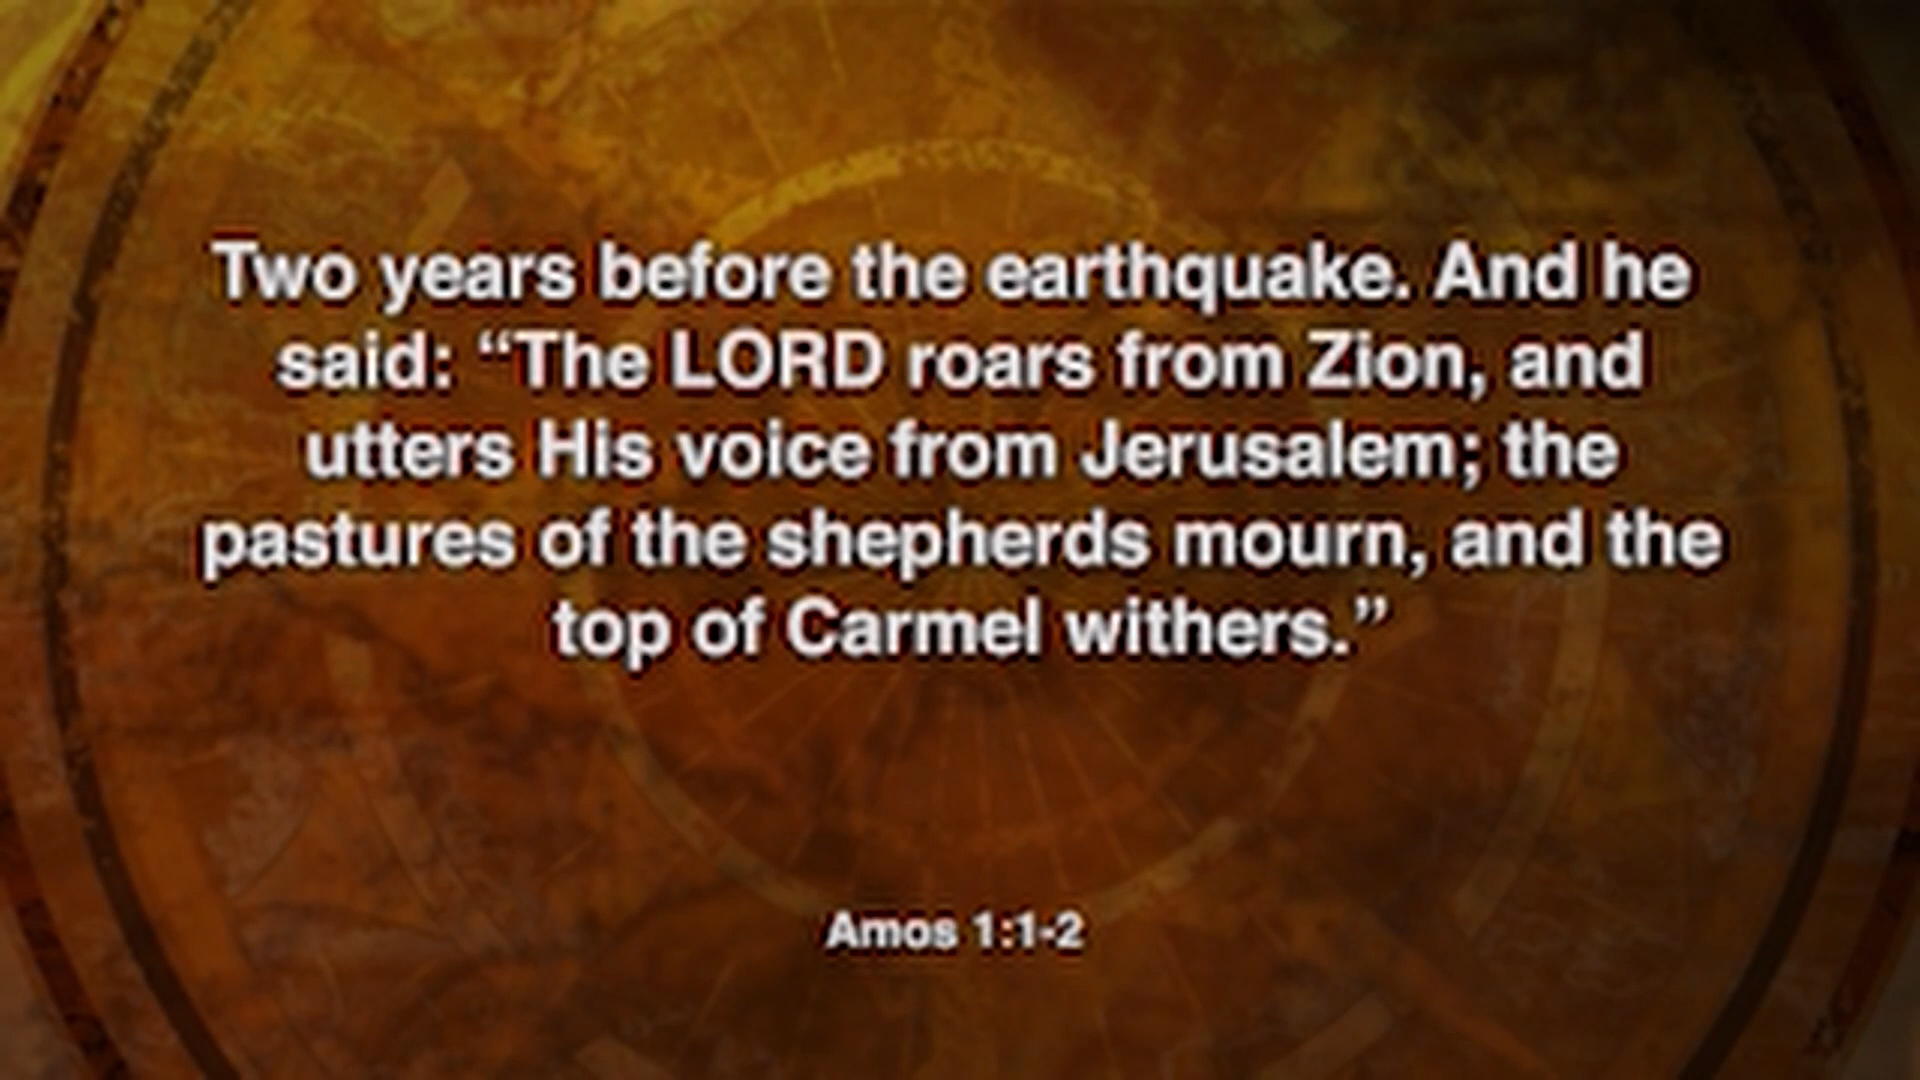 Two years before the earthquake. And he
said: “The LORD roars from Zion, and
utters His voice from Jerusalem; the
pastures of the shepherds mourn, and the
top of Carmel withers.”
Amos 1:1-2